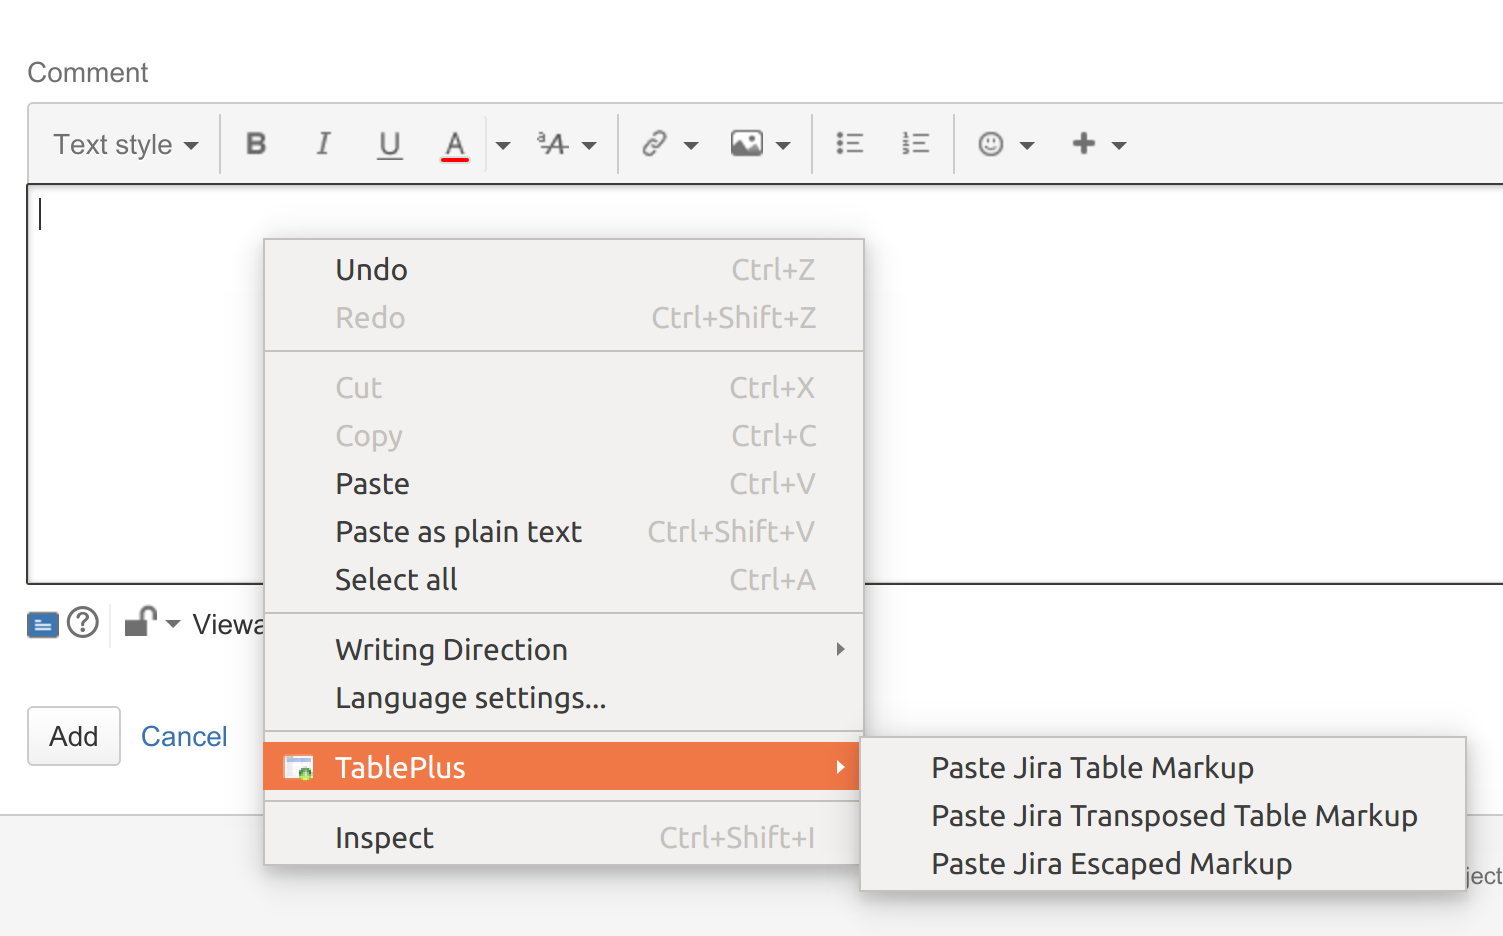 Comment
Text style B I U A ªA
Undo Ctrl+Z
Redo Ctrl+Shift+Z
Cut Ctrl+X
Copy Ctrl+C
Paste Ctrl+V
Paste as plain text Ctrl+Shift+V
Select all Ctrl+A
Viewa
Writing Direction
Language settings...
Add Cancel
TablePlus
Paste Jira Table Markup
Paste Jira Transposed Table Markup
Inspect Ctrl+Shift+I
Paste Jira Escaped Markup
ject